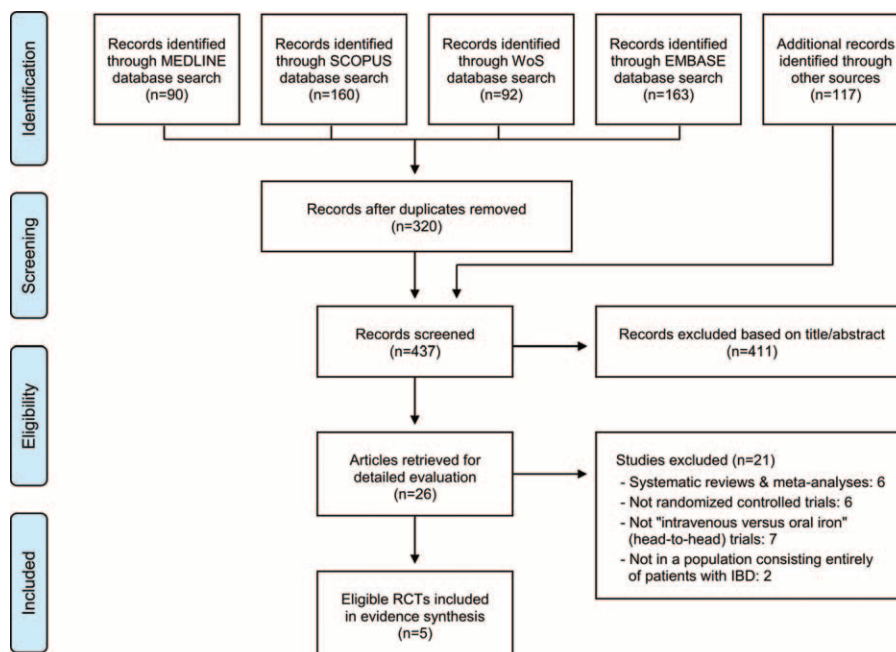 Identification
Records identified
through MEDLINE
database search
(n=90)
Records identified
through SCOPUS
database search
(n=160)
Records identified
through WoS
database search
(n=92)
Records identified
through EMBASE
database search
(n=163)
Additional records
identified through
other sources
(n=117)
Screening
Records after duplicates removed
(n=320)
Records screened
(n=437)
Records excluded based on title/abstract
(n=411)
Eligibility
Articles retrieved for
detailed evaluation
(n=26)
Studies excluded (n=21)
- Systematic reviews & meta-analyses: 6
- Not randomized controlled trials: 6
- Not "intravenous versus oral iron"
(head-to-head) trials: 7
- Not in a population consisting entirely
of patients with IBD: 2
Included
Eligible RCTs included
in evidence synthesis
(n=5)